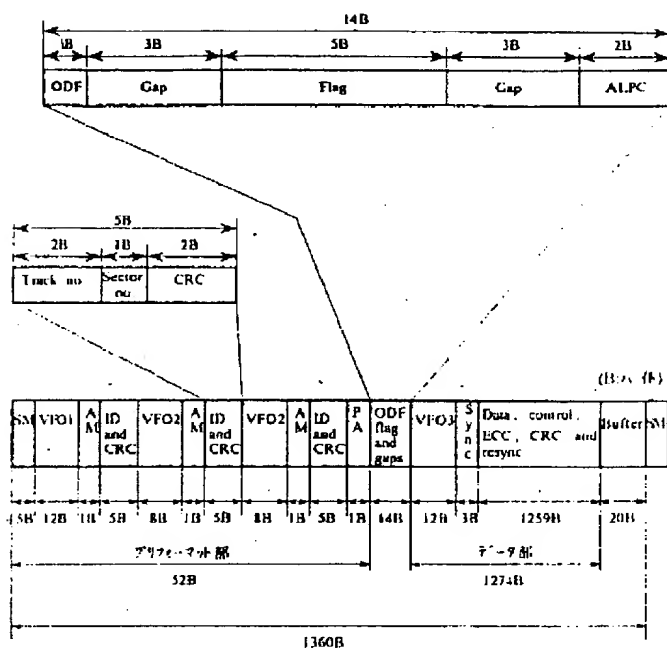 14B
1B 3B 5B 3B 2B
ODF Gap Flag Gap ALPC
5B
2B 1B 2B
Track no Sector no CRC
(B:バイト)
SM VFO1 AM ID and CRC VFO2 AM ID and CRC VFO2 AM ID and CRC PA ODF flag and gaps VFO3 Sync Data, control, ECC, CRC and resync Buffer SM
5B 12B 1B 5B 8B 1B 5B 8B 1B 5B 1B 14B 12B 3B 1259B 20B
プリフォーマット部 データ部
52B 1274B
1360B